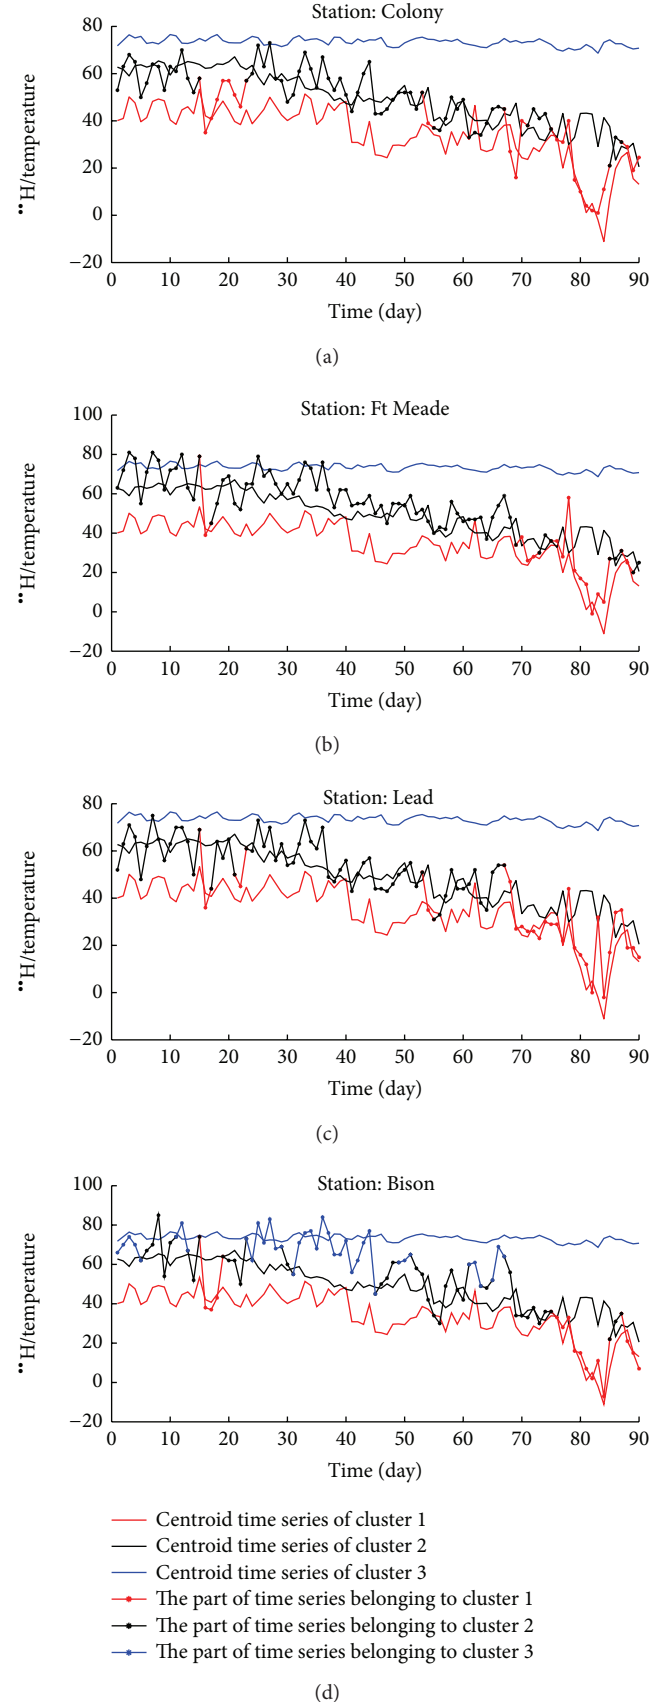 Station: Colony
80
60
40
20
0
−20
••H/temperature
0 10 20 30 40 50 60 70 80 90
Time (day)
(a)
Station: Ft Meade
100
80
60
40
20
0
−20
••H/temperature
0 10 20 30 40 50 60 70 80 90
Time (day)
(b)
Station: Lead
80
60
40
20
0
−20
••H/temperature
0 10 20 30 40 50 60 70 80 90
Time (day)
(c)
Station: Bison
100
80
60
40
20
0
−20
••H/temperature
0 10 20 30 40 50 60 70 80 90
Time (day)
Centroid time series of cluster 1
Centroid time series of cluster 2
Centroid time series of cluster 3
The part of time series belonging to cluster 1
The part of time series belonging to cluster 2
The part of time series belonging to cluster 3
(d)